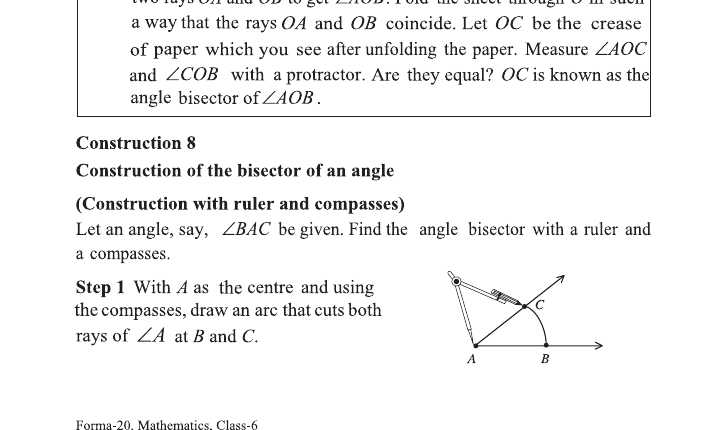 a way that the rays OA and OB coincide. Let OC be the crease
of paper which you see after unfolding the paper. Measure ∠AOC
and ∠COB with a protractor. Are they equal? OC is known as the
angle bisector of ∠AOB.
Construction 8
Construction of the bisector of an angle
(Construction with ruler and compasses)
Let an angle, say, ∠BAC be given. Find the angle bisector with a ruler and
a compasses.
Step 1 With A as the centre and using
the compasses, draw an arc that cuts both
rays of ∠A at B and C.
C
A
B
Forma-20, Mathematics, Class-6